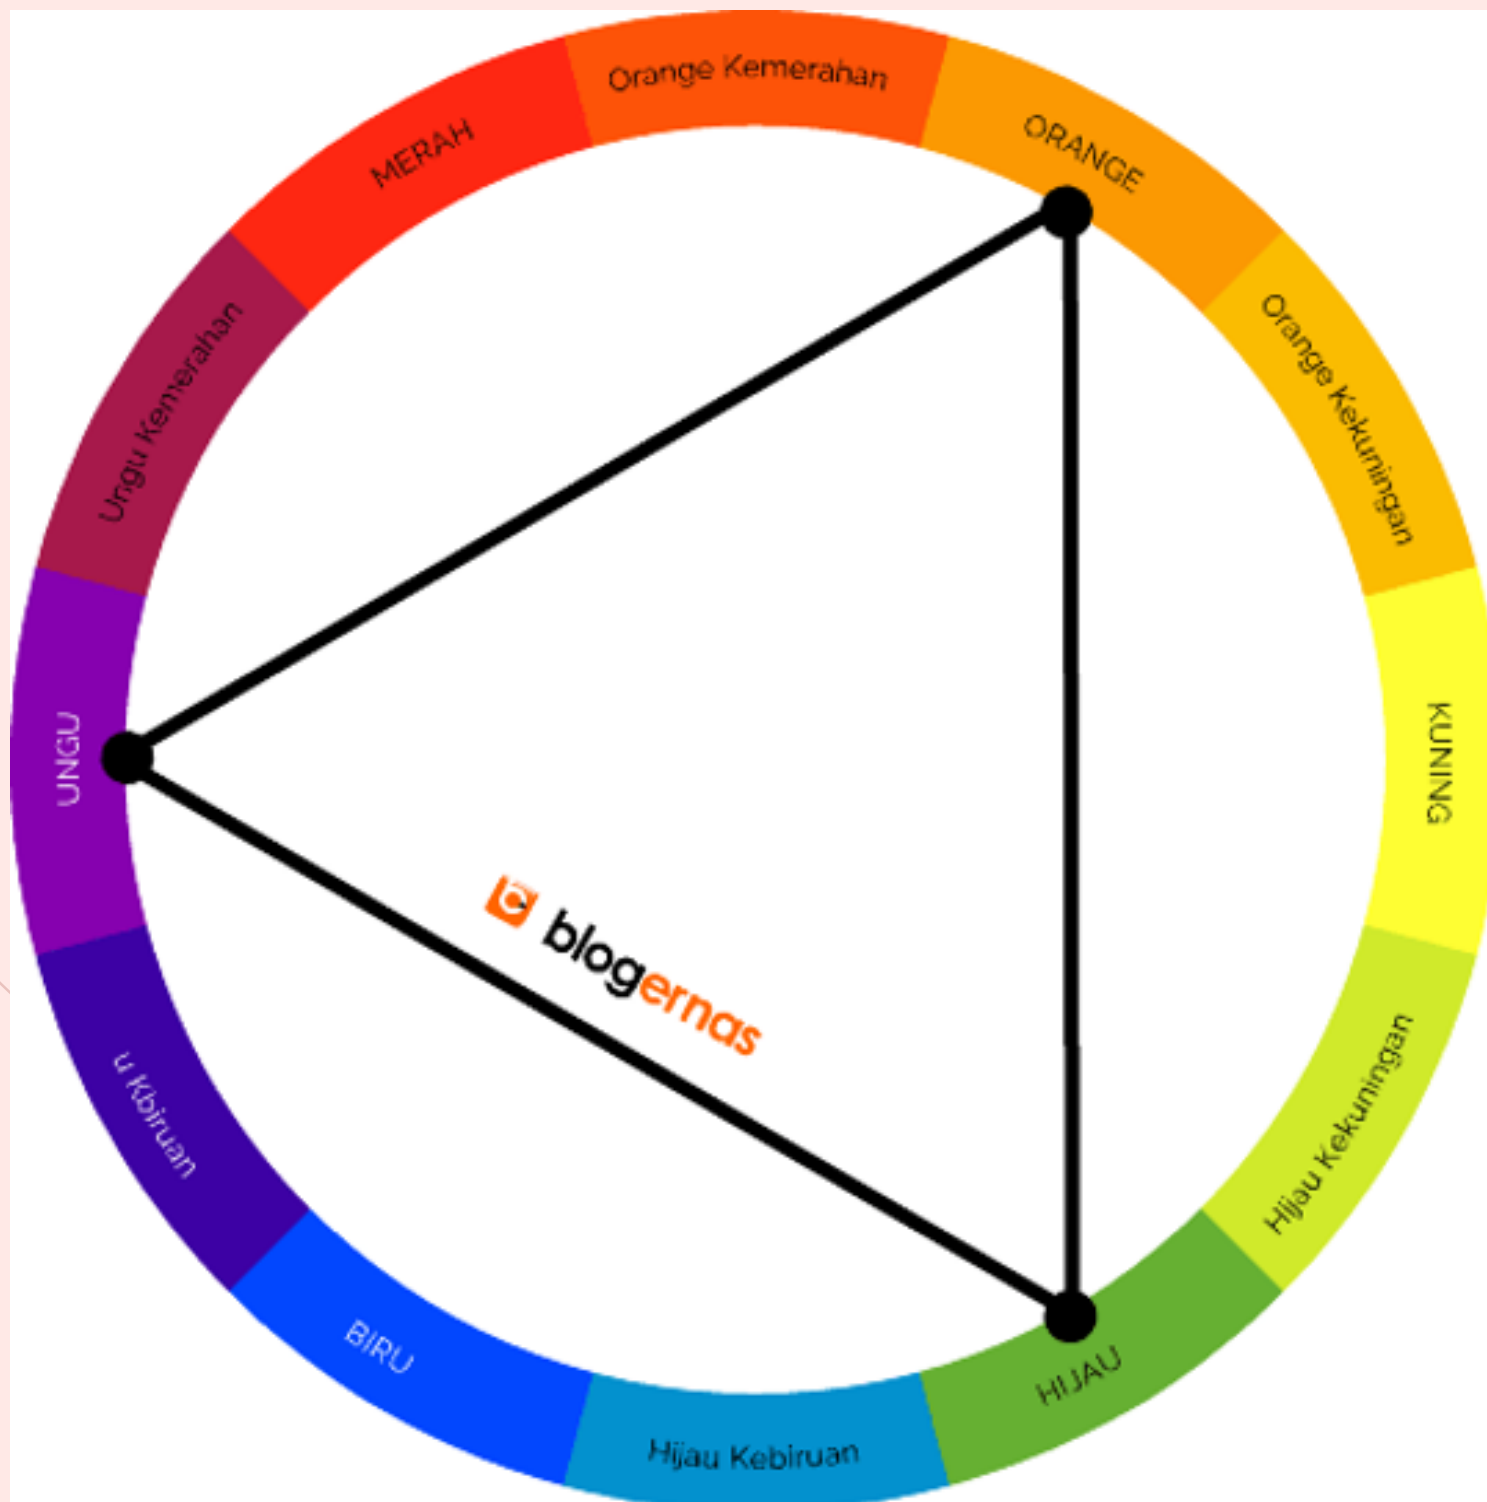 Orange Kemerahan
ORANGE
Orange Kekuningan
KUNING
Hijau Kekuningan
HIJAU
Hijau Kebiruan
BIRU
u Kbiruan
UNGU
Ungu Kemerahan
MERAH
blogernas